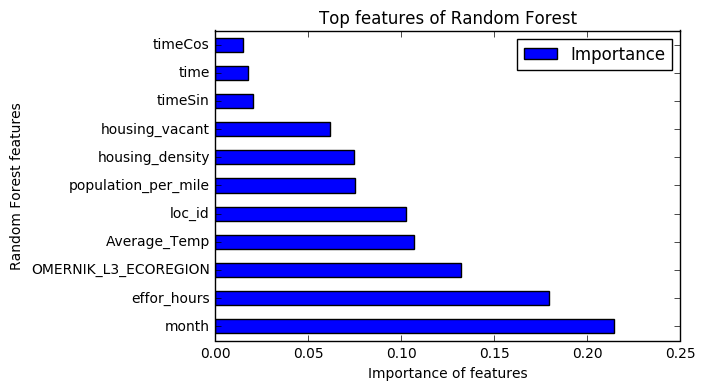 Top features of Random Forest
Importance
timeCos
time
timeSin
housing_vacant
housing_density
population_per_mile
loc_id
Average_Temp
OMERNIK_L3_ECOREGION
effor_hours
month
Random Forest features
0.00 0.05 0.10 0.15 0.20 0.25
Importance of features